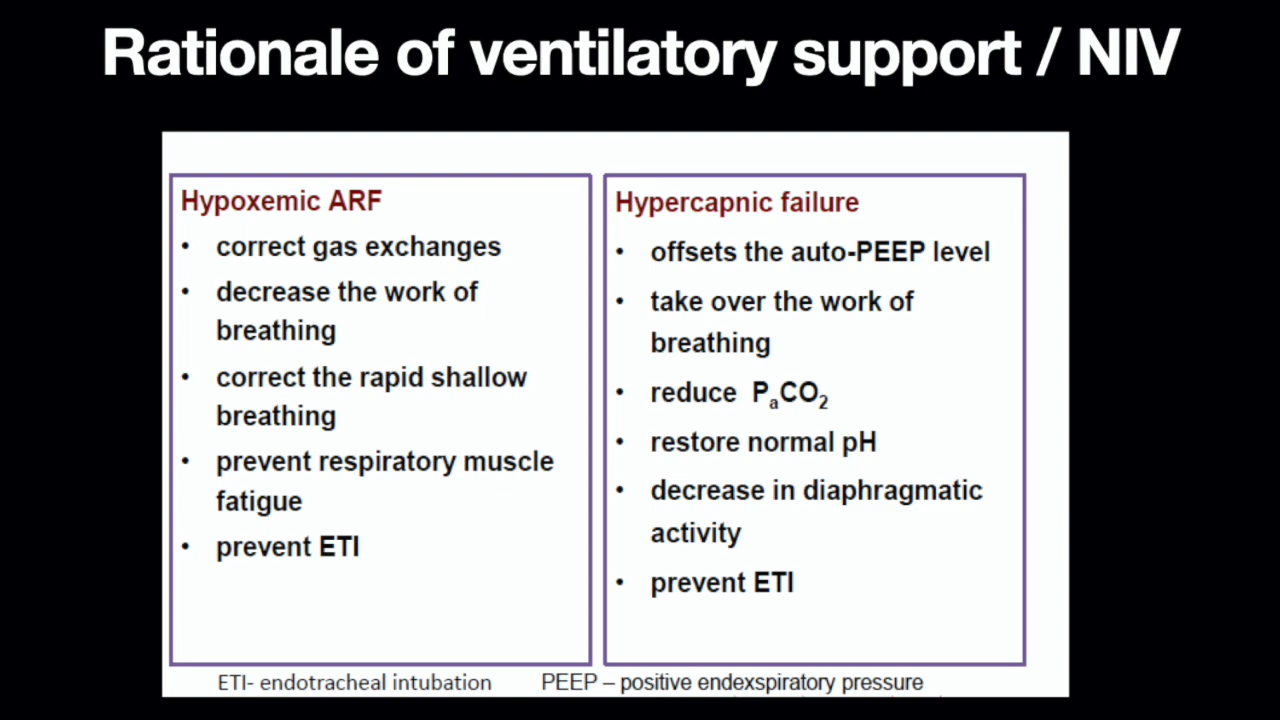 Rationale of ventilatory support / NIV
Hypoxemic ARF
• correct gas exchanges
• decrease the work of
breathing
• correct the rapid shallow
breathing
• prevent respiratory muscle
fatigue
• prevent ETI
Hypercapnic failure
• offsets the auto-PEEP level
• take over the work of
breathing
• reduce PaCO2
• restore normal pH
• decrease in diaphragmatic
activity
• prevent ETI
ETI- endotracheal intubation PEEP – positive endexspiratory pressure